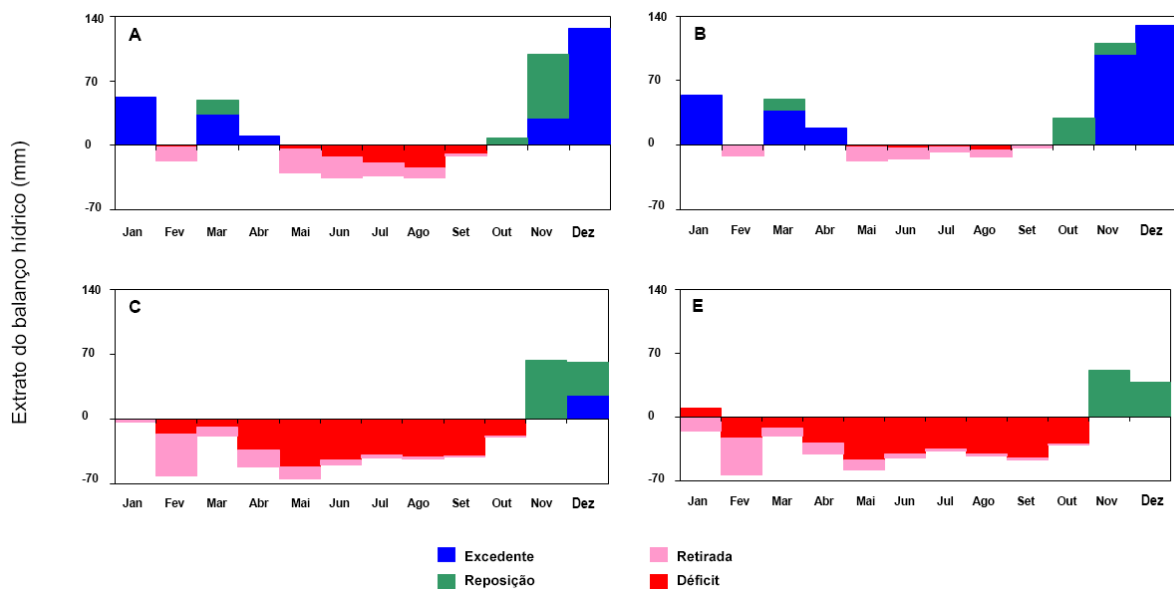 Extrato do balanço hídrico (mm)
A
140
70
0
-70
Jan Fev Mar Abr Mai Jun Jul Ago Set Out Nov Dez
B
140
70
0
-70
Jan Fev Mar Abr Mai Jun Jul Ago Set Out Nov Dez
C
140
70
0
-70
Jan Fev Mar Abr Mai Jun Jul Ago Set Out Nov Dez
E
140
70
0
-70
Jan Fev Mar Abr Mai Jun Jul Ago Set Out Nov Dez
Excedente Retirada
Reposição Déficit